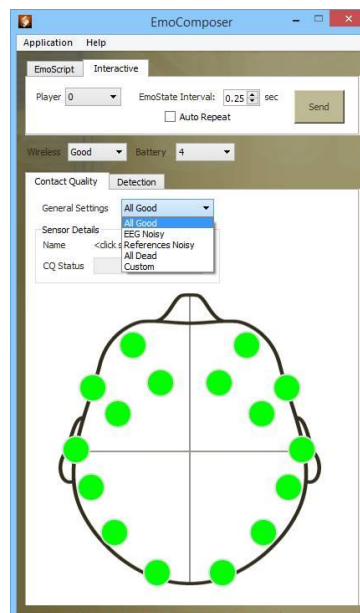 EmoComposer
Application Help
EmoScript Interactive
Player 0 EmoState Interval: 0.25 sec Send
Auto Repeat
Wireless Good Battery 4
Contact Quality Detection
General Settings All Good
All Good
Sensor Details EEG Noisy
Name <click s References Noisy
All Dead
CQ Status Custom